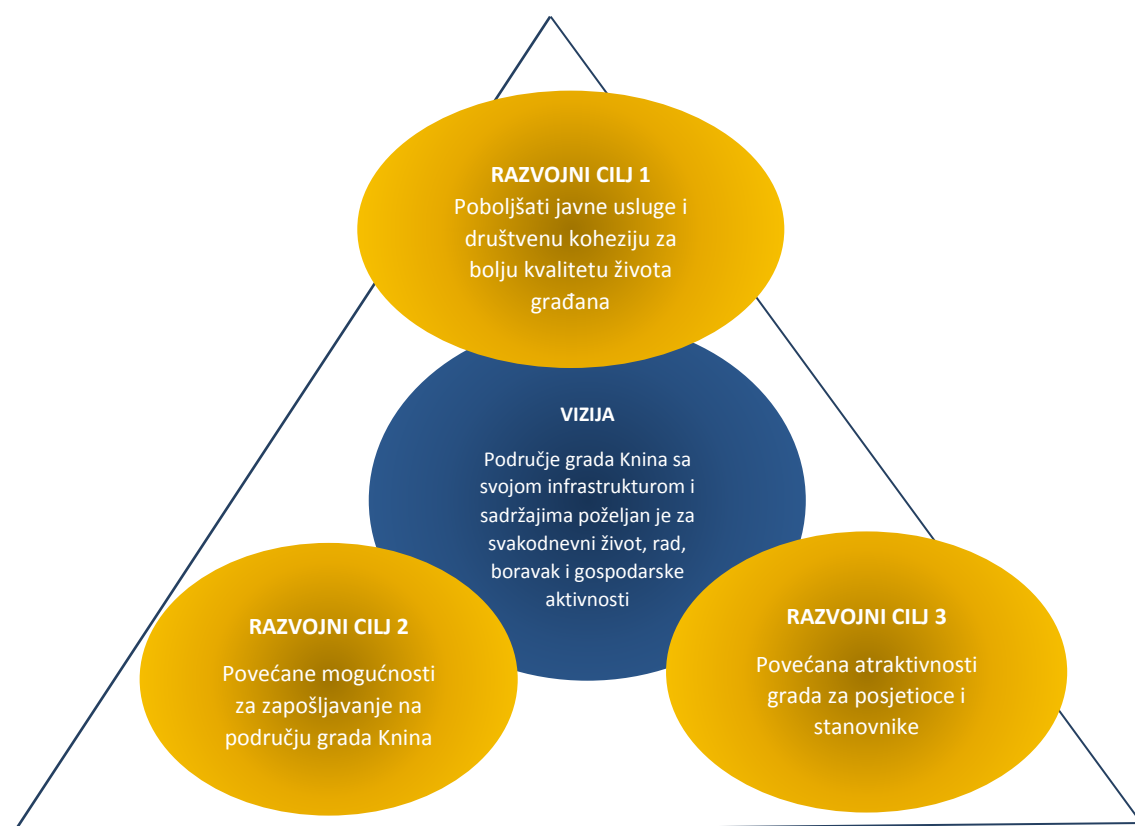 RAZVOJNI CILJ 1
Poboljšati javne usluge i
društvenu koheziju za
bolju kvalitetu života
građana
VIZIJA
Područje grada Knina sa
svojom infrastrukturom i
sadržajima poželjan je za
svakodnevni život, rad,
boravak i gospodarske
aktivnosti
RAZVOJNI CILJ 2
Povećane mogućnosti
za zapošljavanje na
području grada Knina
RAZVOJNI CILJ 3
Povećana atraktivnosti
grada za posjetioce i
stanovnike